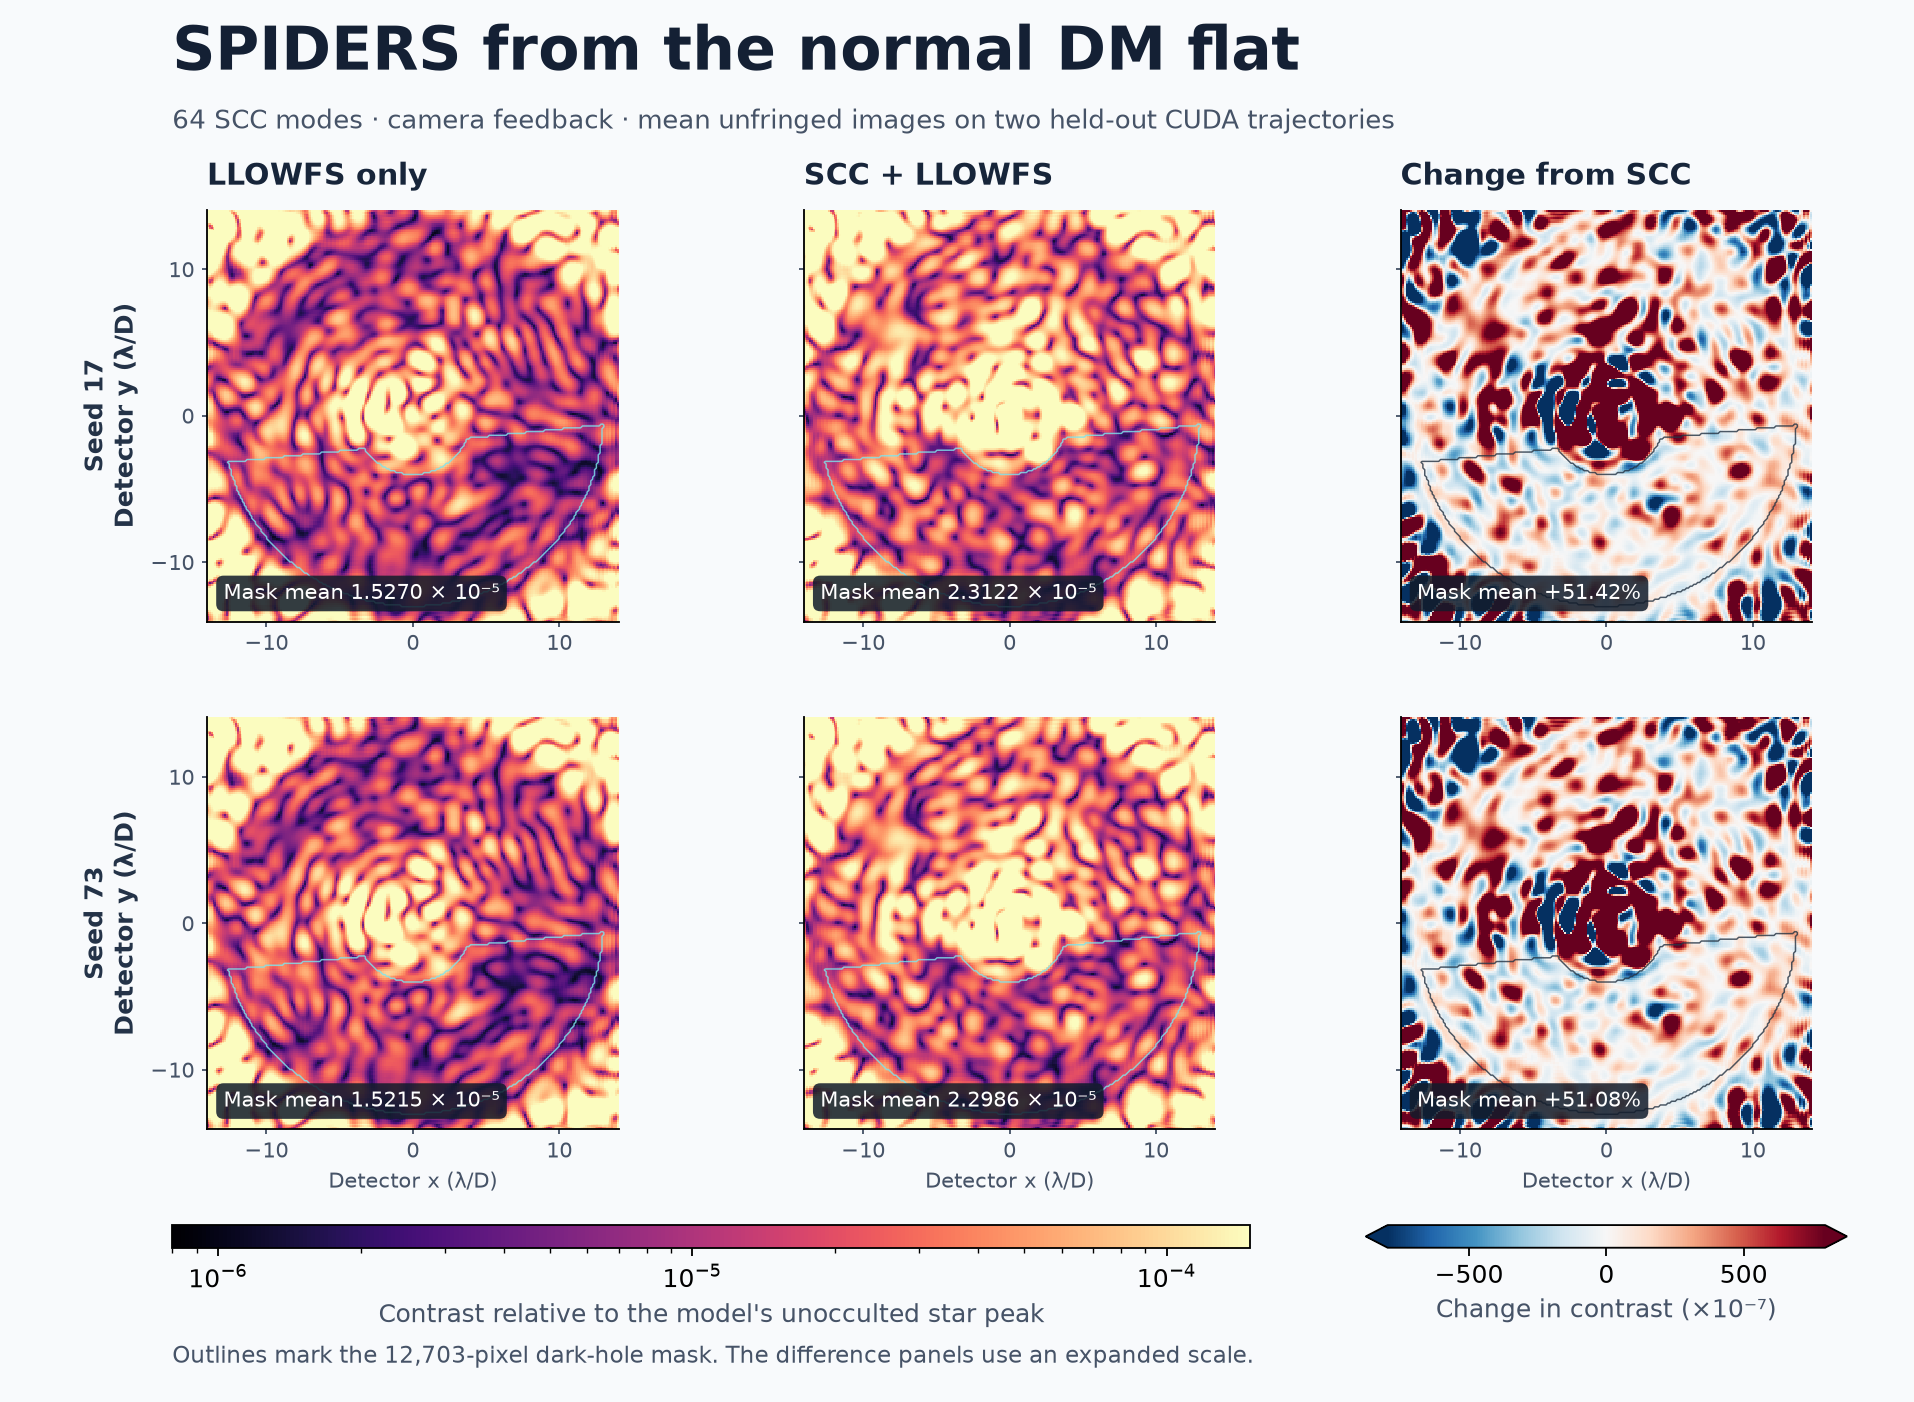 SPIDERS from the normal DM flat
64 SCC modes · camera feedback · mean unfringed images on two held-out CUDA trajectories
LLOWFS only
SCC + LLOWFS
Change from SCC
Seed 17
Detector y (λ/D)
10
0
−10
Mask mean 1.5270 × 10⁻⁵
Mask mean 2.3122 × 10⁻⁵
Mask mean +51.42%
−10 0 10
−10 0 10
−10 0 10
Seed 73
Detector y (λ/D)
10
0
−10
Mask mean 1.5215 × 10⁻⁵
Mask mean 2.2986 × 10⁻⁵
Mask mean +51.08%
−10 0 10
−10 0 10
−10 0 10
Detector x (λ/D)
Detector x (λ/D)
Detector x (λ/D)
10⁻⁶ 10⁻⁵ 10⁻⁴
Contrast relative to the model's unocculted star peak
−500 0 500
Change in contrast (×10⁻⁷)
Outlines mark the 12,703-pixel dark-hole mask. The difference panels use an expanded scale.